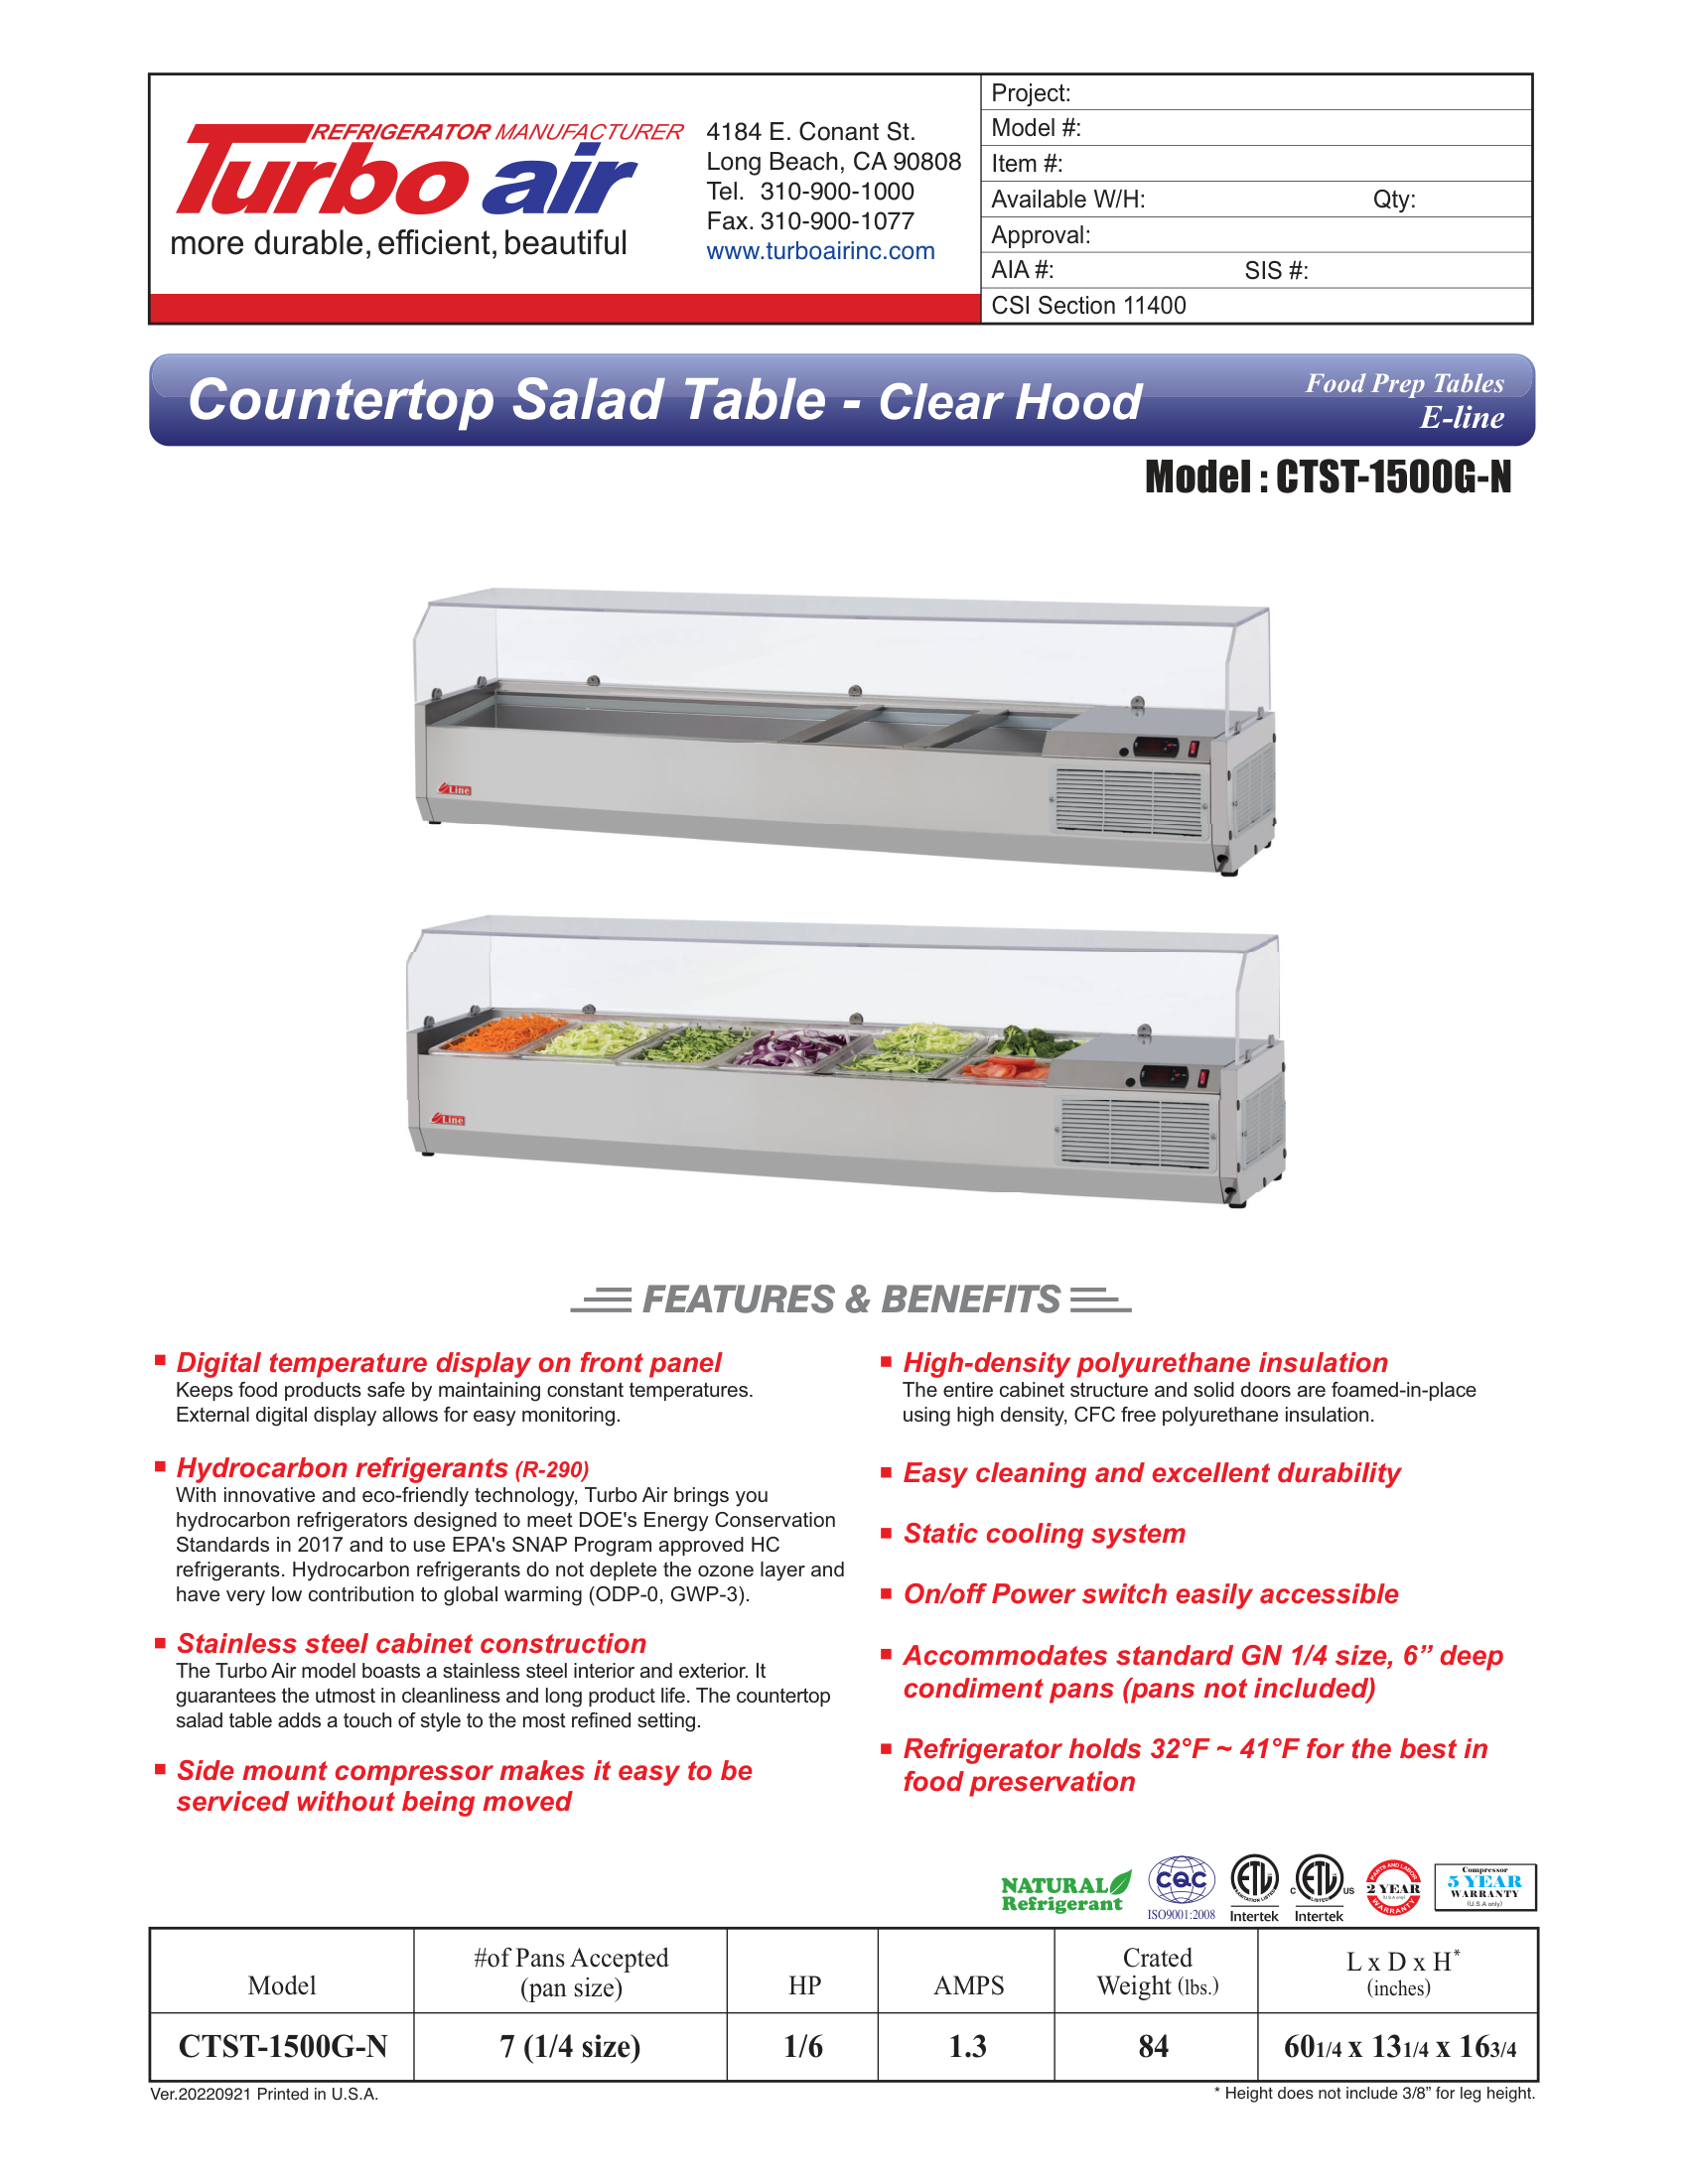 REFRIGERATOR MANUFACTURER
Turbo air
more durable, efficient, beautiful
4184 E. Conant St.
Long Beach, CA 90808
Tel. 310-900-1000
Fax. 310-900-1077
www.turboairinc.com
Project:
Model #:
Item #:
Available W/H: Qty:
Approval:
AIA #: SIS #:
CSI Section 11400
Countertop Salad Table - Clear Hood
Food Prep Tables
E-line
Model : CTST-1500G-N
Line
Line
FEATURES & BENEFITS
Digital temperature display on front panel
Keeps food products safe by maintaining constant temperatures.
External digital display allows for easy monitoring.
Hydrocarbon refrigerants (R-290)
With innovative and eco-friendly technology, Turbo Air brings you
hydrocarbon refrigerators designed to meet DOE's Energy Conservation
Standards in 2017 and to use EPA's SNAP Program approved HC
refrigerants. Hydrocarbon refrigerants do not deplete the ozone layer and
have very low contribution to global warming (ODP-0, GWP-3).
Stainless steel cabinet construction
The Turbo Air model boasts a stainless steel interior and exterior. It
guarantees the utmost in cleanliness and long product life. The countertop
salad table adds a touch of style to the most refined setting.
Side mount compressor makes it easy to be
serviced without being moved
High-density polyurethane insulation
The entire cabinet structure and solid doors are foamed-in-place
using high density, CFC free polyurethane insulation.
Easy cleaning and excellent durability
Static cooling system
On/off Power switch easily accessible
Accommodates standard GN 1/4 size, 6” deep
condiment pans (pans not included)
Refrigerator holds 32°F ~ 41°F for the best in
food preservation
NATURAL
Refrigerant
CQC
ISO9001:2008
ETL
SANITATION LISTED
Intertek
C ETL US
LISTED
Intertek
PARTS AND LABOR
2 YEAR
(U.S.A only)
WARRANTY
Compressor
5 YEAR
WARRANTY
(U.S.A only)
Model
#of Pans Accepted
(pan size)
HP
AMPS
Crated
Weight (lbs.)
L x D x H*
(inches)
CTST-1500G-N 7 (1/4 size) 1/6 1.3 84 601/4 x 131/4 x 163/4
Ver.20220921 Printed in U.S.A.
* Height does not include 3/8” for leg height.